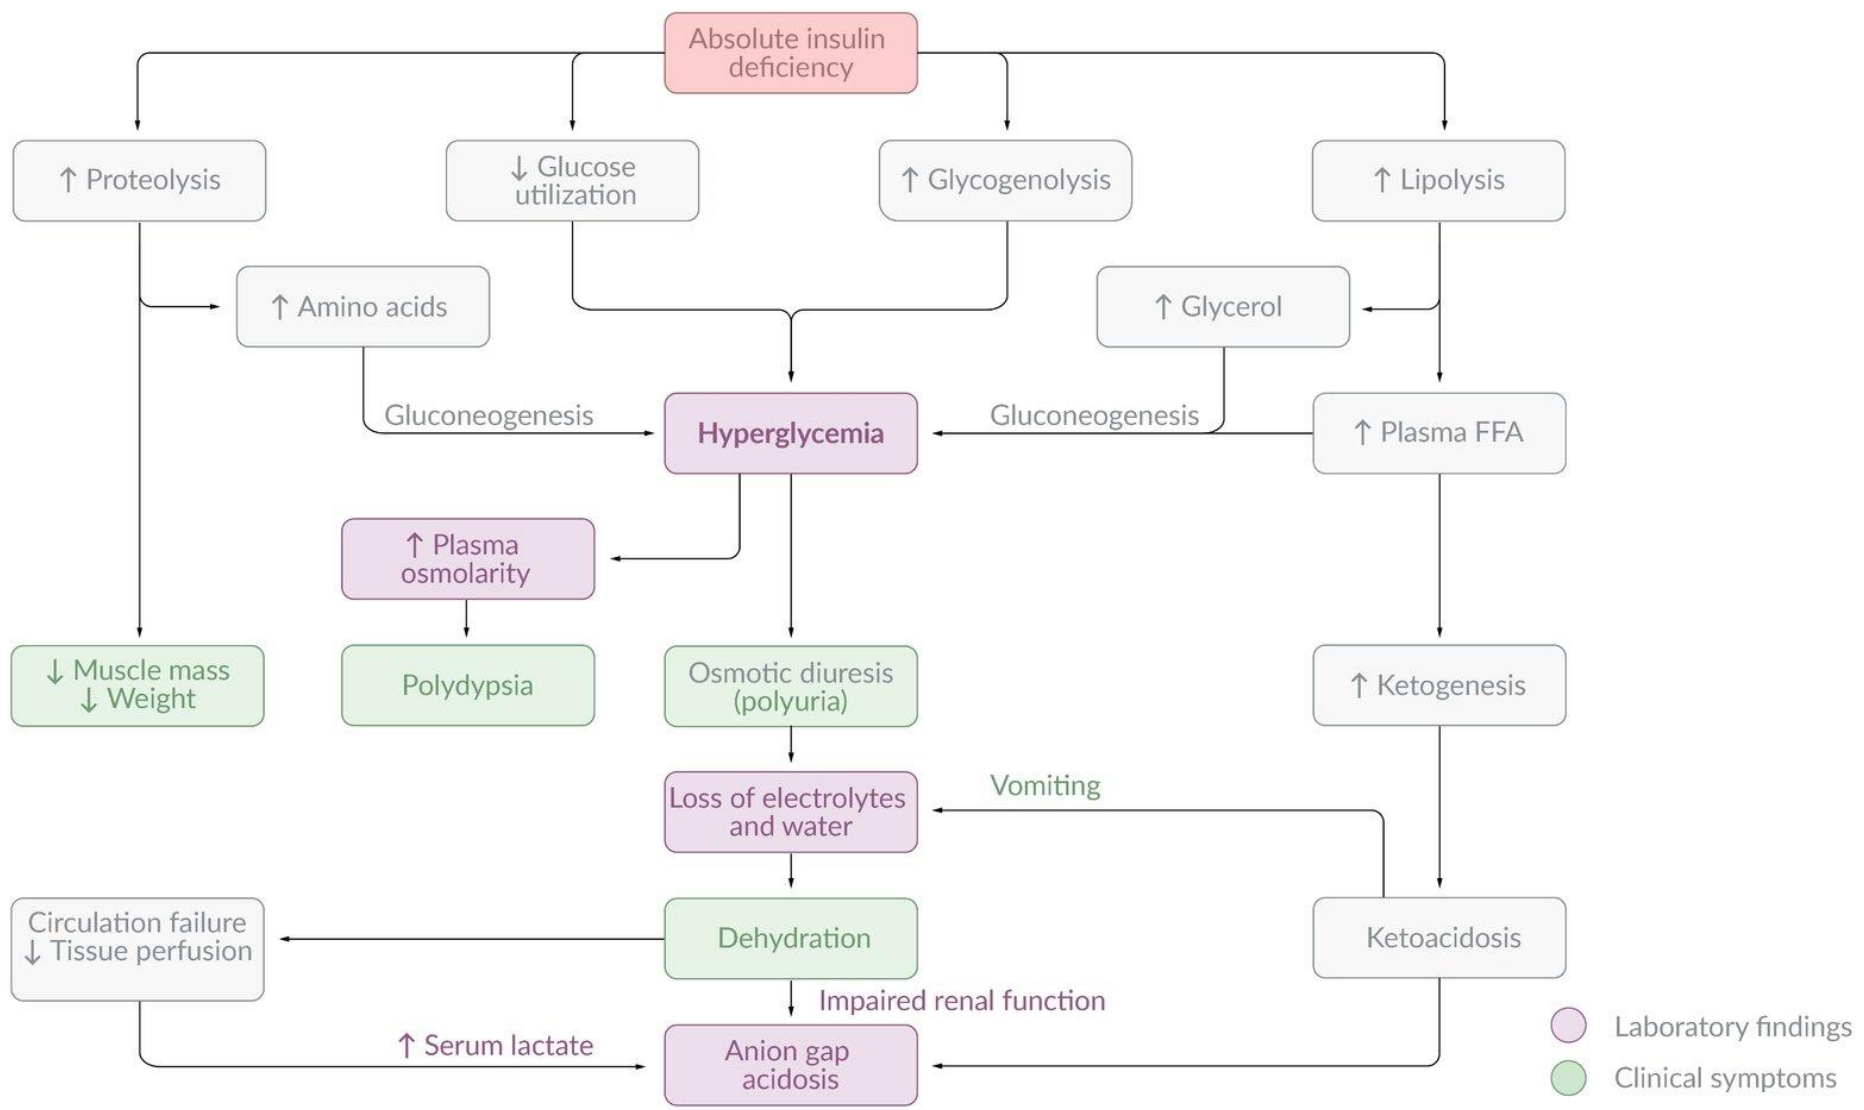 Absolute insulin
deficiency
↑ Proteolysis
↓ Glucose
utilization
↑ Glycogenolysis
↑ Lipolysis
↑ Amino acids
↑ Glycerol
Gluconeogenesis
Hyperglycemia
Gluconeogenesis
↑ Plasma FFA
↑ Plasma
osmolarity
↓ Muscle mass
↓ Weight
Polydypsia
Osmotic diuresis
(polyuria)
↑ Ketogenesis
Loss of electrolytes
and water
Vomiting
Circulation failure
↓ Tissue perfusion
Dehydration
Ketoacidosis
Impaired renal function
↑ Serum lactate
Anion gap
acidosis
Laboratory findings
Clinical symptoms